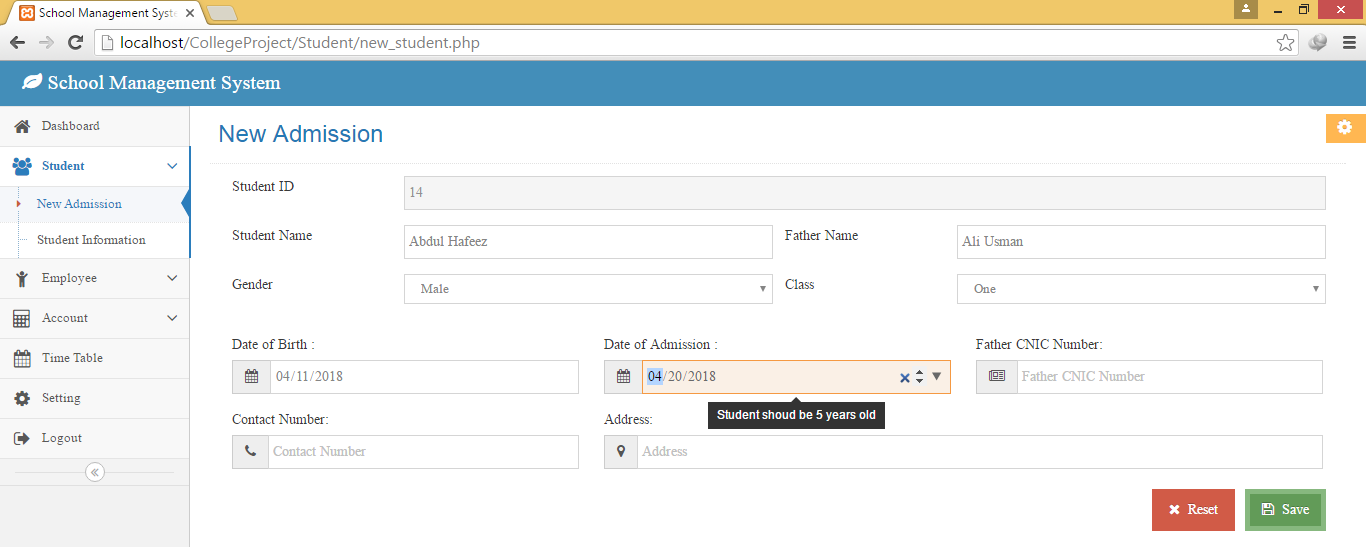 School Management Syst
localhost/CollegeProject/Student/new_student.php
School Management System
Dashboard
Student
New Admission
Student Information
Employee
Account
Time Table
Setting
Logout
New Admission
Student ID
14
Student Name
Abdul Hafeez
Father Name
Ali Usman
Gender
Male
Class
One
Date of Birth :
Date of Admission :
Father CNIC Number:
04/11/2018
04/20/2018
Father CNIC Number
Student shoud be 5 years old
Contact Number:
Address:
Contact Number
Address
Reset
Save